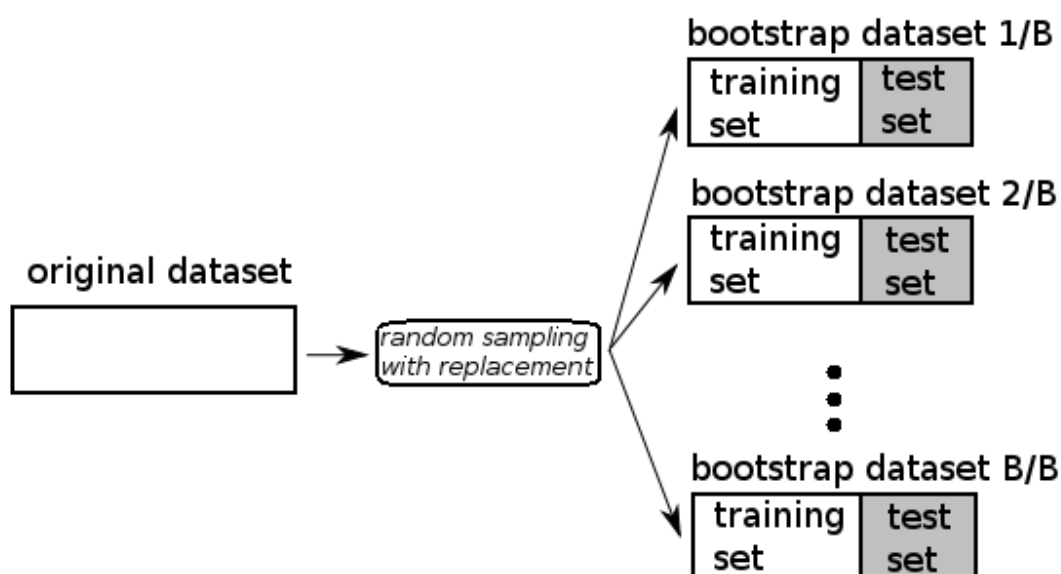 original dataset
random sampling
with replacement
bootstrap dataset 1/B
training
set
test
set
bootstrap dataset 2/B
training
set
test
set
bootstrap dataset B/B
training
set
test
set